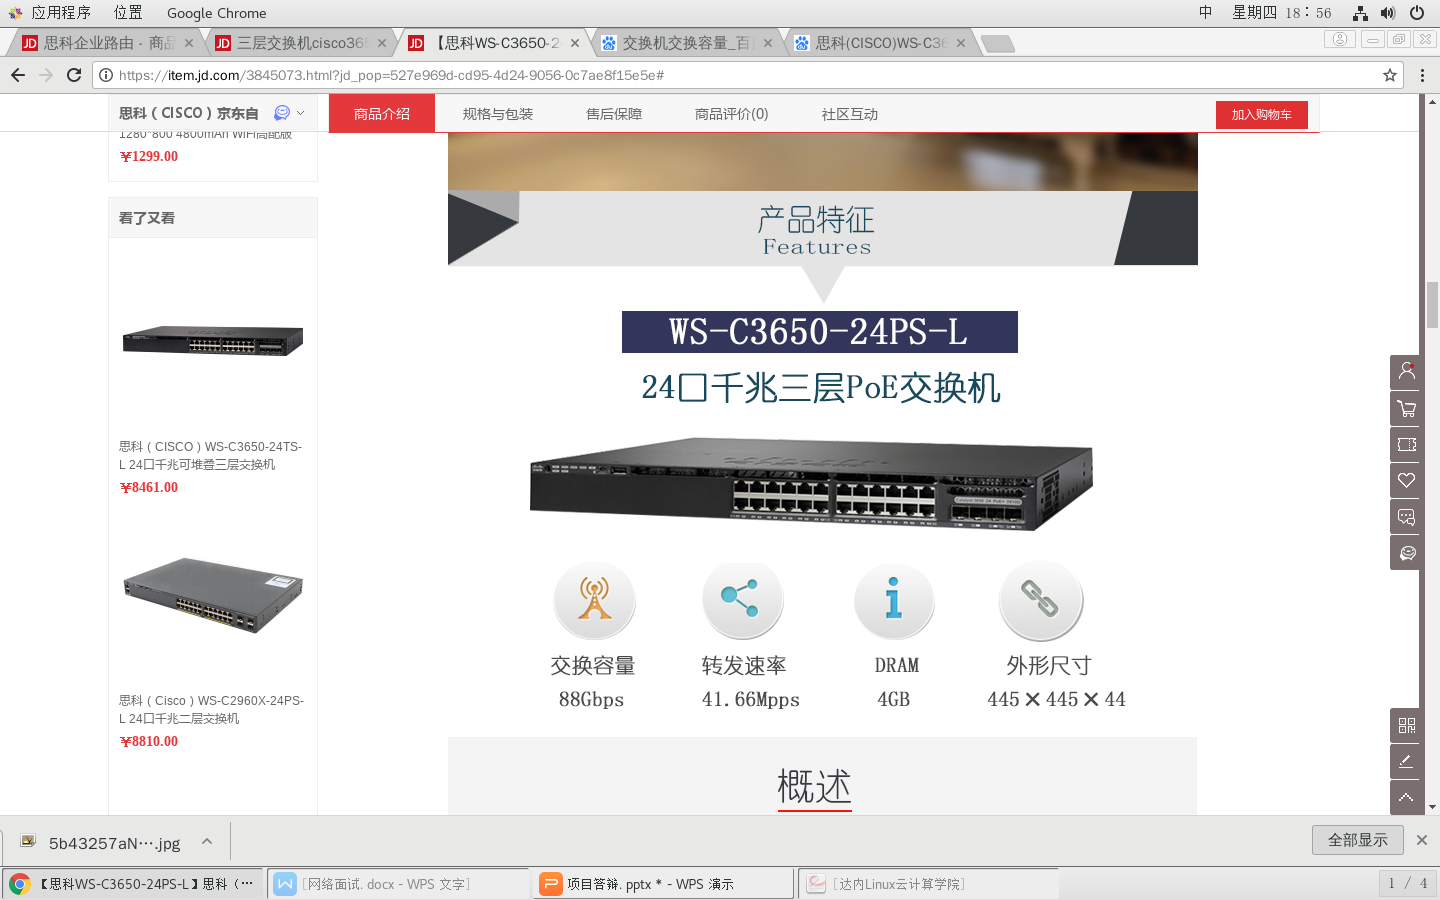 应用程序 位置 Google Chrome 中 星期四 18：56
思科企业路由 - 商品 三层交换机cisco365 【思科WS-C3650-2 交换机交换容量_百 思科(CISCO)WS-C36
https://item.jd.com/3845073.html?jd_pop=527e969d-cd95-4d24-9056-0c7ae8f15e5e#
思科（CISCO）京东自 商品介绍 规格与包装 售后保障 商品评价(0) 社区互动 加入购物车
1280*800 4800mAh WiFi高配版
¥1299.00
看了又看
产品特征
Features
WS-C3650-24PS-L
24口千兆三层PoE交换机
思科（CISCO）WS-C3650-24TS-
L 24口千兆可堆叠三层交换机
¥8461.00
交换容量 转发速率 DRAM 外形尺寸
88Gbps 41.66Mpps 4GB 445×445×44
思科（Cisco）WS-C2960X-24PS-
L 24口千兆二层交换机
¥8810.00
概述
5b43257aN….jpg 全部显示
【思科WS-C3650-24PS-L】思科（… [网络面试. docx - WPS 文字] 项目答辩. pptx * - WPS 演示 [达内Linux云计算学院] 1 / 4